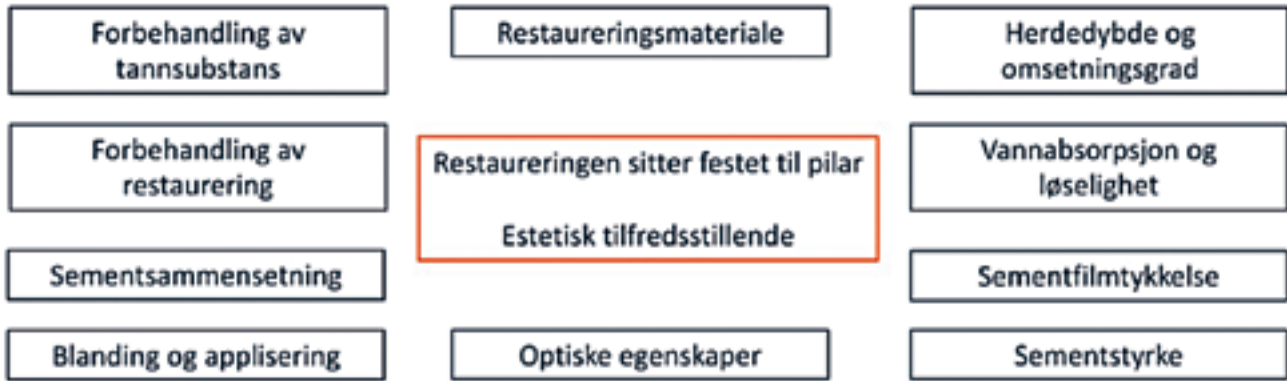 Forbehandling av
tannsubstans
Restaureringsmateriale
Herdedybde og
omsetningsgrad
Forbehandling av
restaurering
Restaureringen sitter festet til pilar
Estetisk tilfredsstillende
Vannabsorpsjon og
løselighet
Sementsammensetning
Sementfilmtykkelse
Blanding og applisering
Optiske egenskaper
Sementstyrke